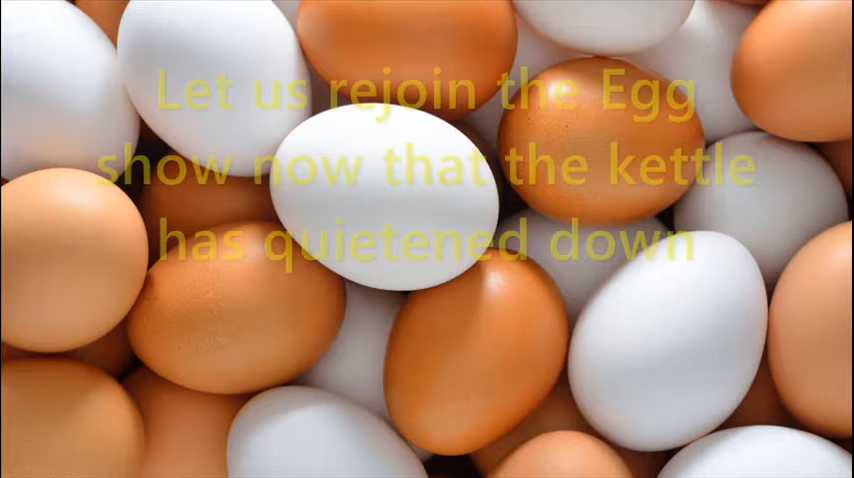 Let us rejoin the Egg
show now that the kettle
has quietened down